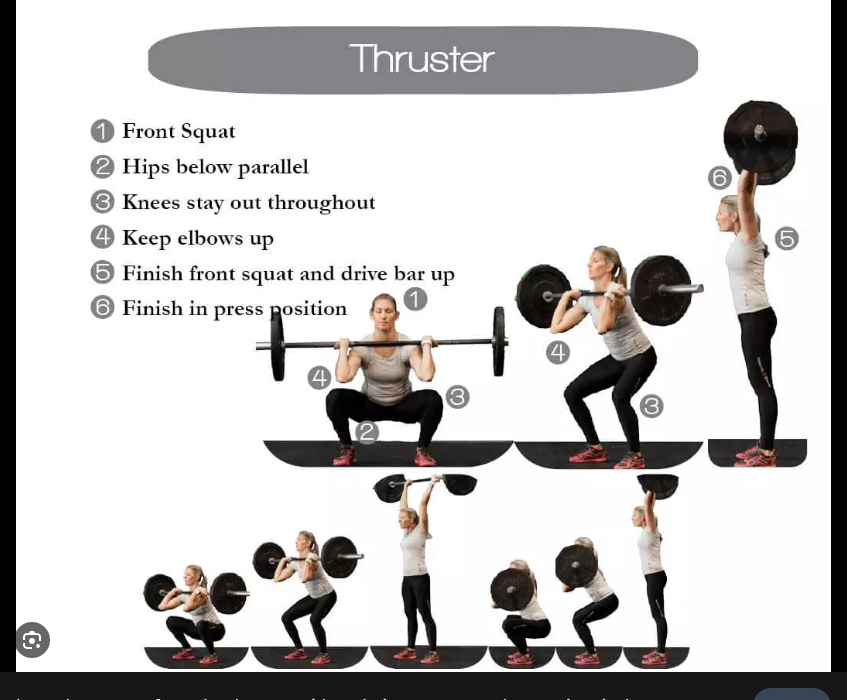 Thruster
1 Front Squat
2 Hips below parallel
3 Knees stay out throughout
4 Keep elbows up
5 Finish front squat and drive bar up
6 Finish in press position
1
4
3
2
4
3
6
5